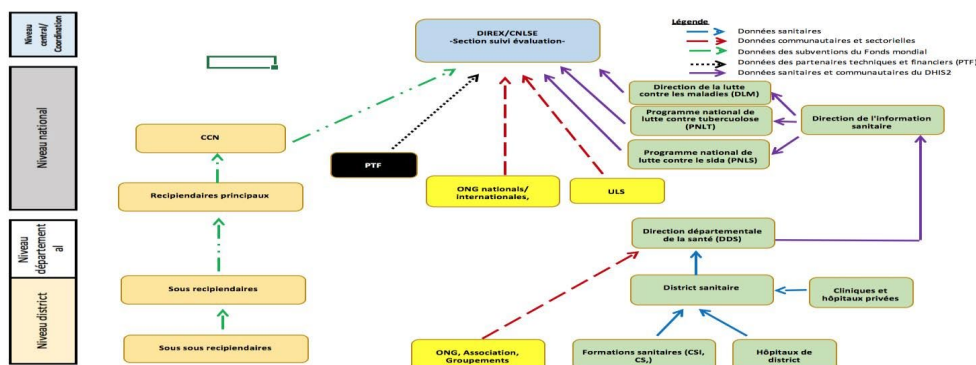 Niveau
central/
Coordination
DIREX/CNLSE
-Section suivi évaluation-
Légende
Données sanitaires
Données communautaires et sectorielles
Données des subventions du Fonds mondial
Données des partenaires techniques et financiers (PTF)
Données sanitaires et communautaires du DHIS2
Niveau national
CCN
PTF
Direction de la lutte
contre les maladies (DLM)
Programme national de
lutte contre tubercuolose
(PNLT)
Programme national de
lutte contre le sida (PNLS)
Direction de l'information
sanitaire
Recipiendaires principaux
ONG nationals/
internationales,
ULS
Niveau
département
al
Direction départementale
de la santé (DDS)
Niveau district
Sous recipiendaires
District sanitaire
Cliniques et
hôpitaux privées
Sous sous recipiendaires
ONG, Association,
Groupements
Formations sanitaires (CSI,
CS,)
Hôpitaux de
district